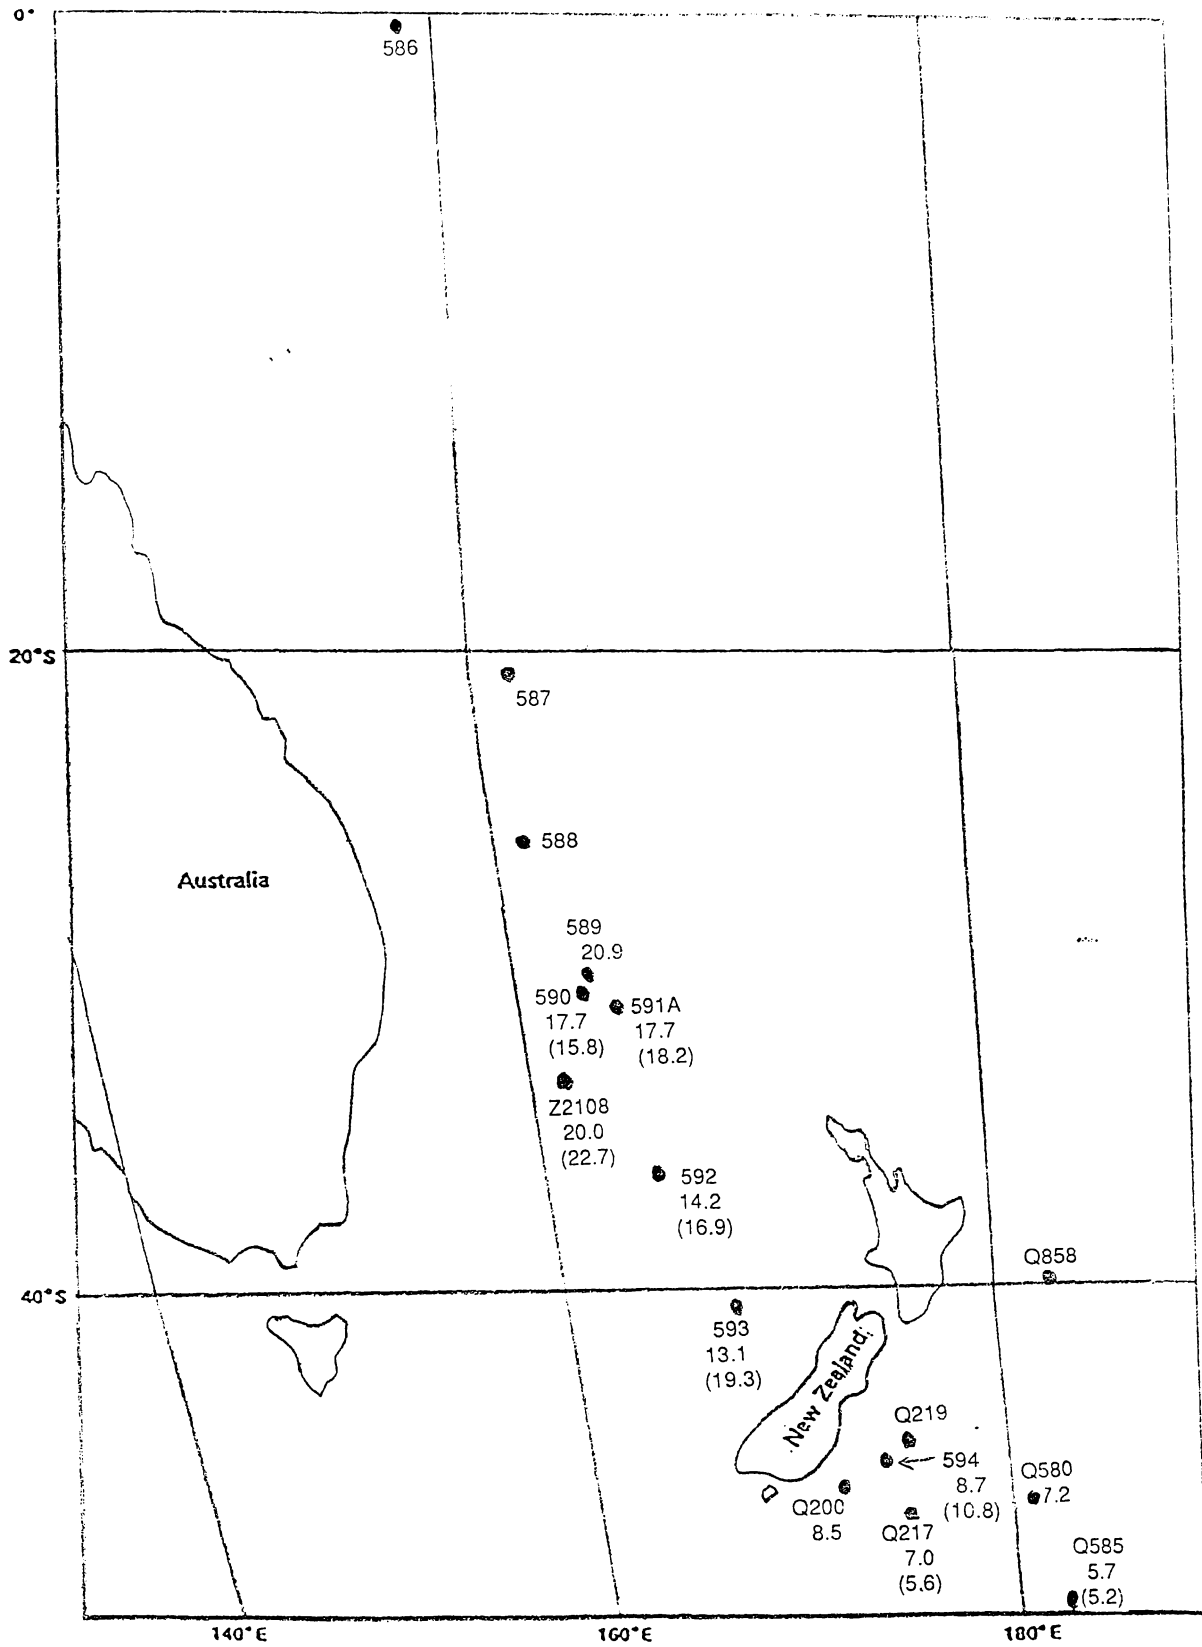 0°
586
20°S
587
588
Australia
589
20.9
590
17.7
(15.8)
591A
17.7
(18.2)
Z2108
20.0
(22.7)
592
14.2
(16.9)
Q858
40°S
593
13.1
(19.3)
New Zealand
Q219
594
8.7
(10.8)
Q580
7.2
Q200
8.5
Q217
7.0
(5.6)
Q585
5.7
(5.2)
140°E
160°E
180°E